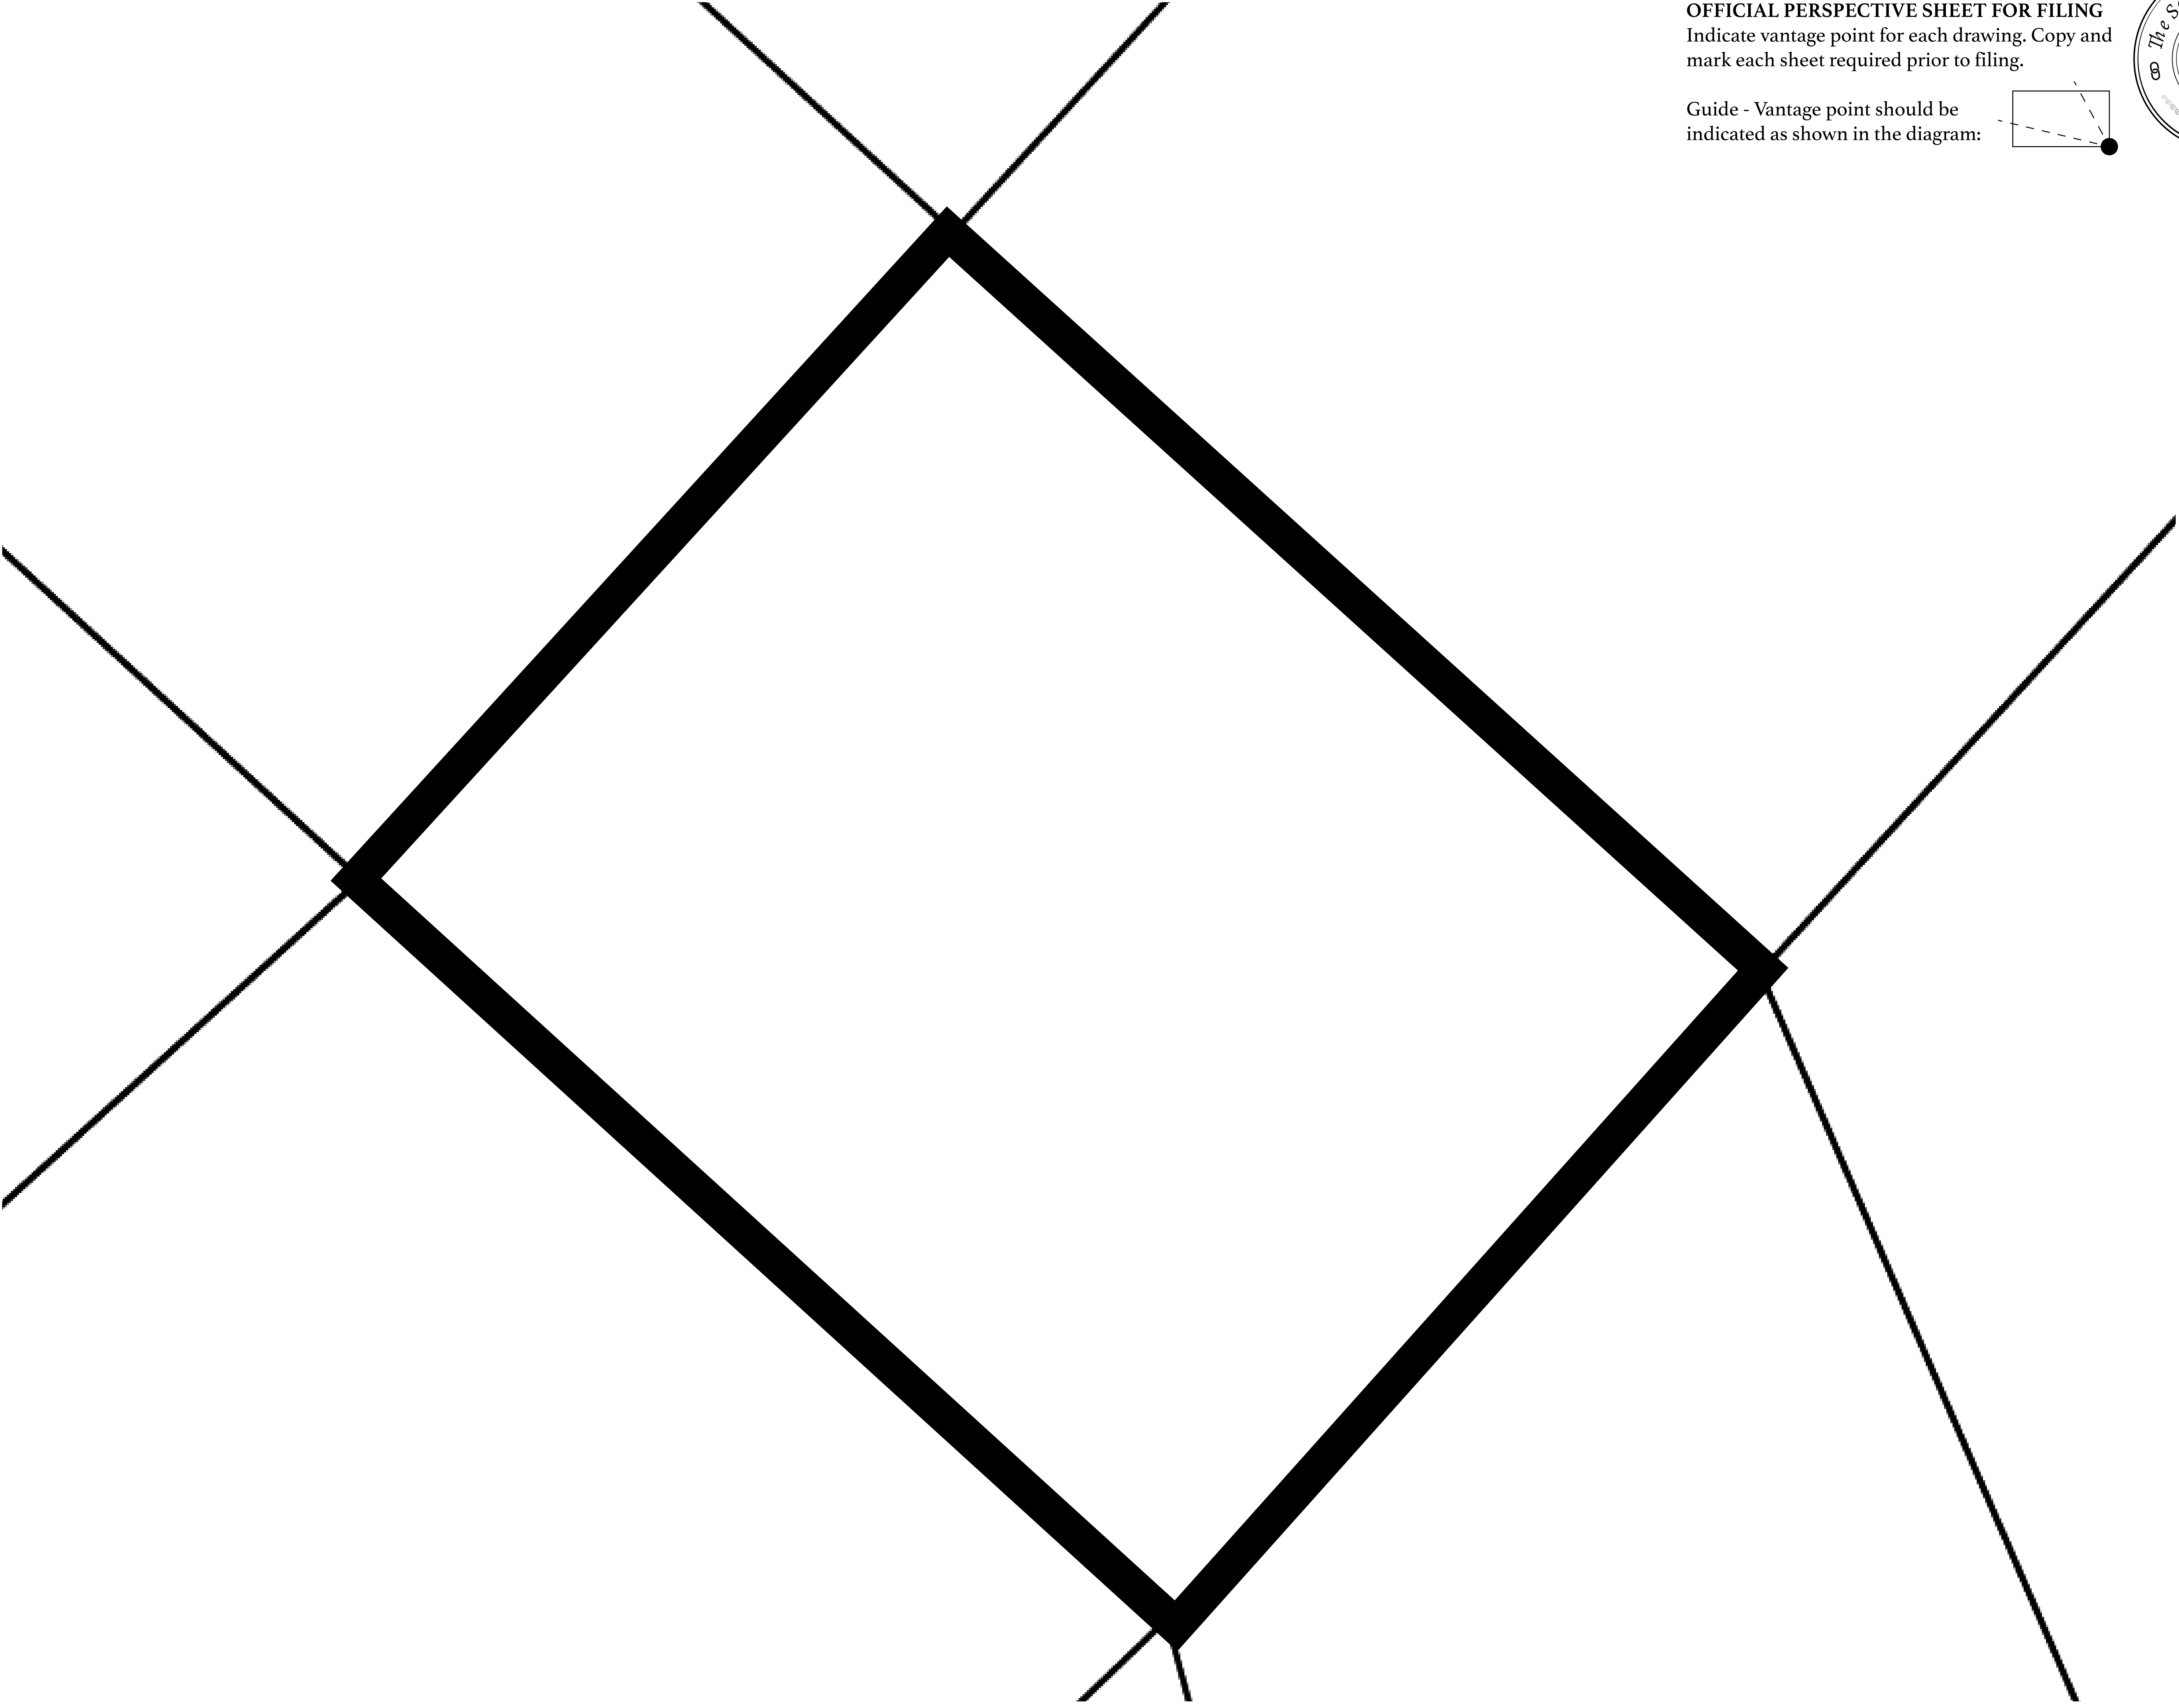 OFFICIAL PERSPECTIVE SHEET FOR FILING
Indicate vantage point for each drawing. Copy and
mark each sheet required prior to filing.
Guide - Vantage point should be
indicated as shown in the diagram:
The